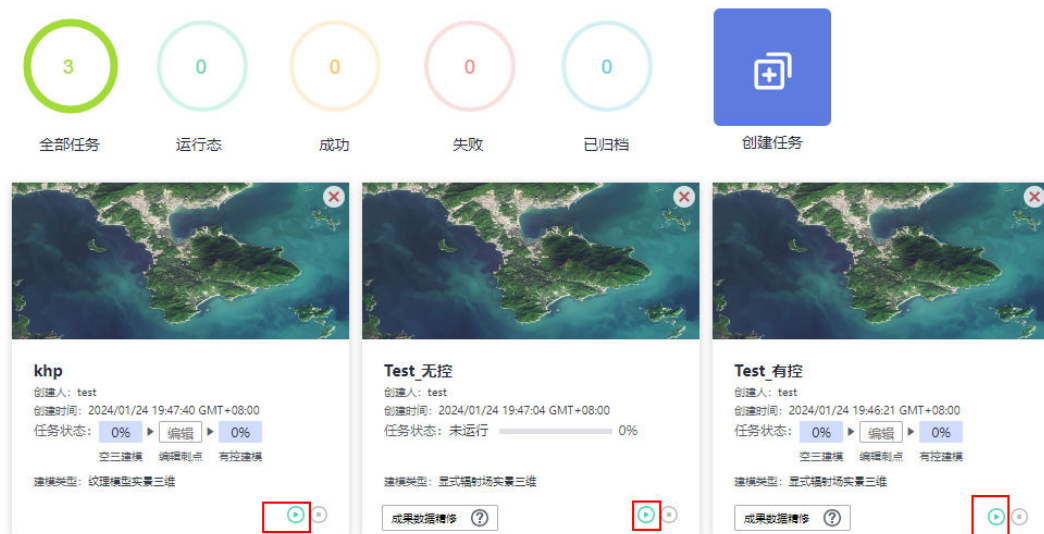 3 0 0 0 0
全部任务 运行态 成功 失败 已归档 创建任务
khp
创建人：test
创建时间：2024/01/24 19:47:40 GMT+08:00
任务状态： 0% 编辑 0%
空三建模 编辑制点 有控建模
建模类型：纹理模型实景三维
Test_无控
创建人：test
创建时间：2024/01/24 19:47:04 GMT+08:00
任务状态：未运行 0%
建模类型：显式辐射场实景三维
成果数据精修 ?
Test_有控
创建人：test
创建时间：2024/01/24 19:46:21 GMT+08:00
任务状态： 0% 编辑 0%
空三建模 编辑制点 有控建模
建模类型：显式辐射场实景三维
成果数据精修 ?